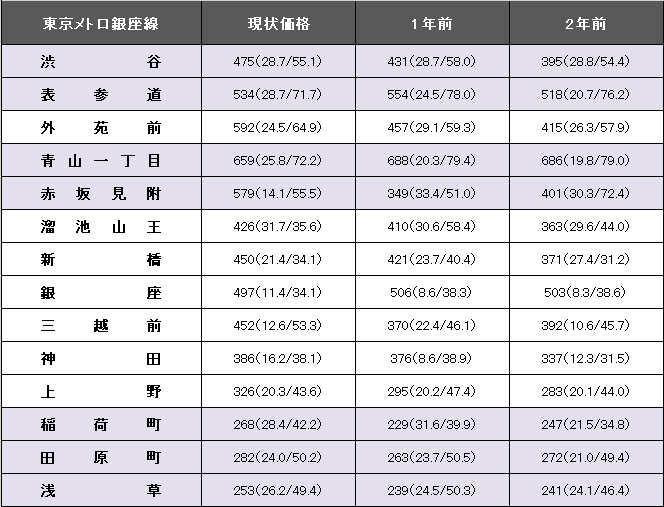 東京メトロ銀座線 現状価格 1年前 2年前
渋谷 475(28.7/55.1) 431(28.7/58.0) 395(28.8/54.4)
表参道 534(28.7/71.7) 554(24.5/78.0) 518(20.7/76.2)
外苑前 592(24.5/64.9) 457(29.1/59.3) 415(26.3/57.9)
青山一丁目 659(25.8/72.2) 688(20.3/79.4) 686(19.8/79.0)
赤坂見附 579(14.1/55.5) 349(33.4/51.0) 401(30.3/72.4)
溜池山王 426(31.7/35.6) 410(30.6/58.4) 363(29.6/44.0)
新橋 450(21.4/34.1) 421(23.7/40.4) 371(27.4/31.2)
銀座 497(11.4/34.1) 506(8.6/38.3) 503(8.3/38.6)
三越前 452(12.6/53.3) 370(22.4/46.1) 392(10.6/45.7)
神田 386(16.2/38.1) 376(8.6/38.9) 337(12.3/31.5)
上野 326(20.3/43.6) 295(20.2/47.4) 283(20.1/44.0)
稲荷町 268(28.4/42.2) 229(31.6/39.9) 247(21.5/34.8)
田原町 282(24.0/50.2) 263(23.7/50.5) 272(21.0/49.4)
浅草 253(26.2/49.4) 239(24.5/50.3) 241(24.1/46.4)